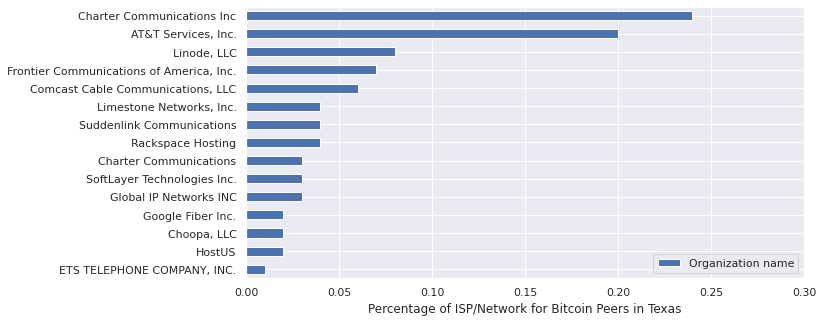 Charter Communications Inc
AT&T Services, Inc.
Linode, LLC
Frontier Communications of America, Inc.
Comcast Cable Communications, LLC
Limestone Networks, Inc.
Suddenlink Communications
Rackspace Hosting
Charter Communications
SoftLayer Technologies Inc.
Global IP Networks INC
Google Fiber Inc.
Choopa, LLC
HostUS
ETS TELEPHONE COMPANY, INC.
Organization name
0.00 0.05 0.10 0.15 0.20 0.25 0.30
Percentage of ISP/Network for Bitcoin Peers in Texas